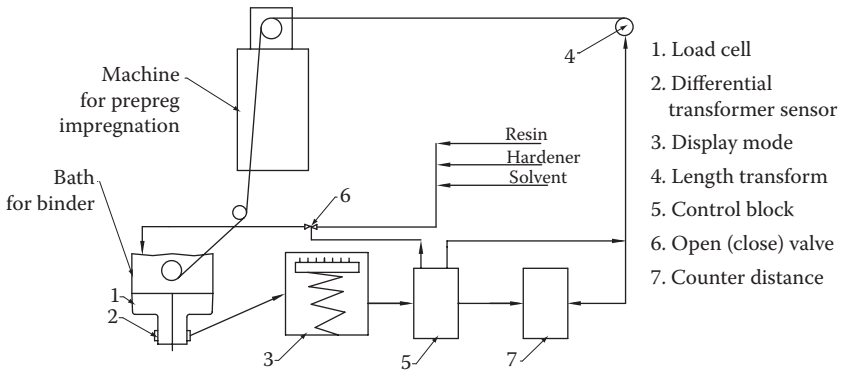 Machine
for prepreg
impregnation
4
1. Load cell
2. Differential
transformer sensor
3. Display mode
4. Length transform
5. Control block
6. Open (close) valve
7. Counter distance
Resin
Hardener
Solvent
Bath
for binder
6
1
2
3
5
7